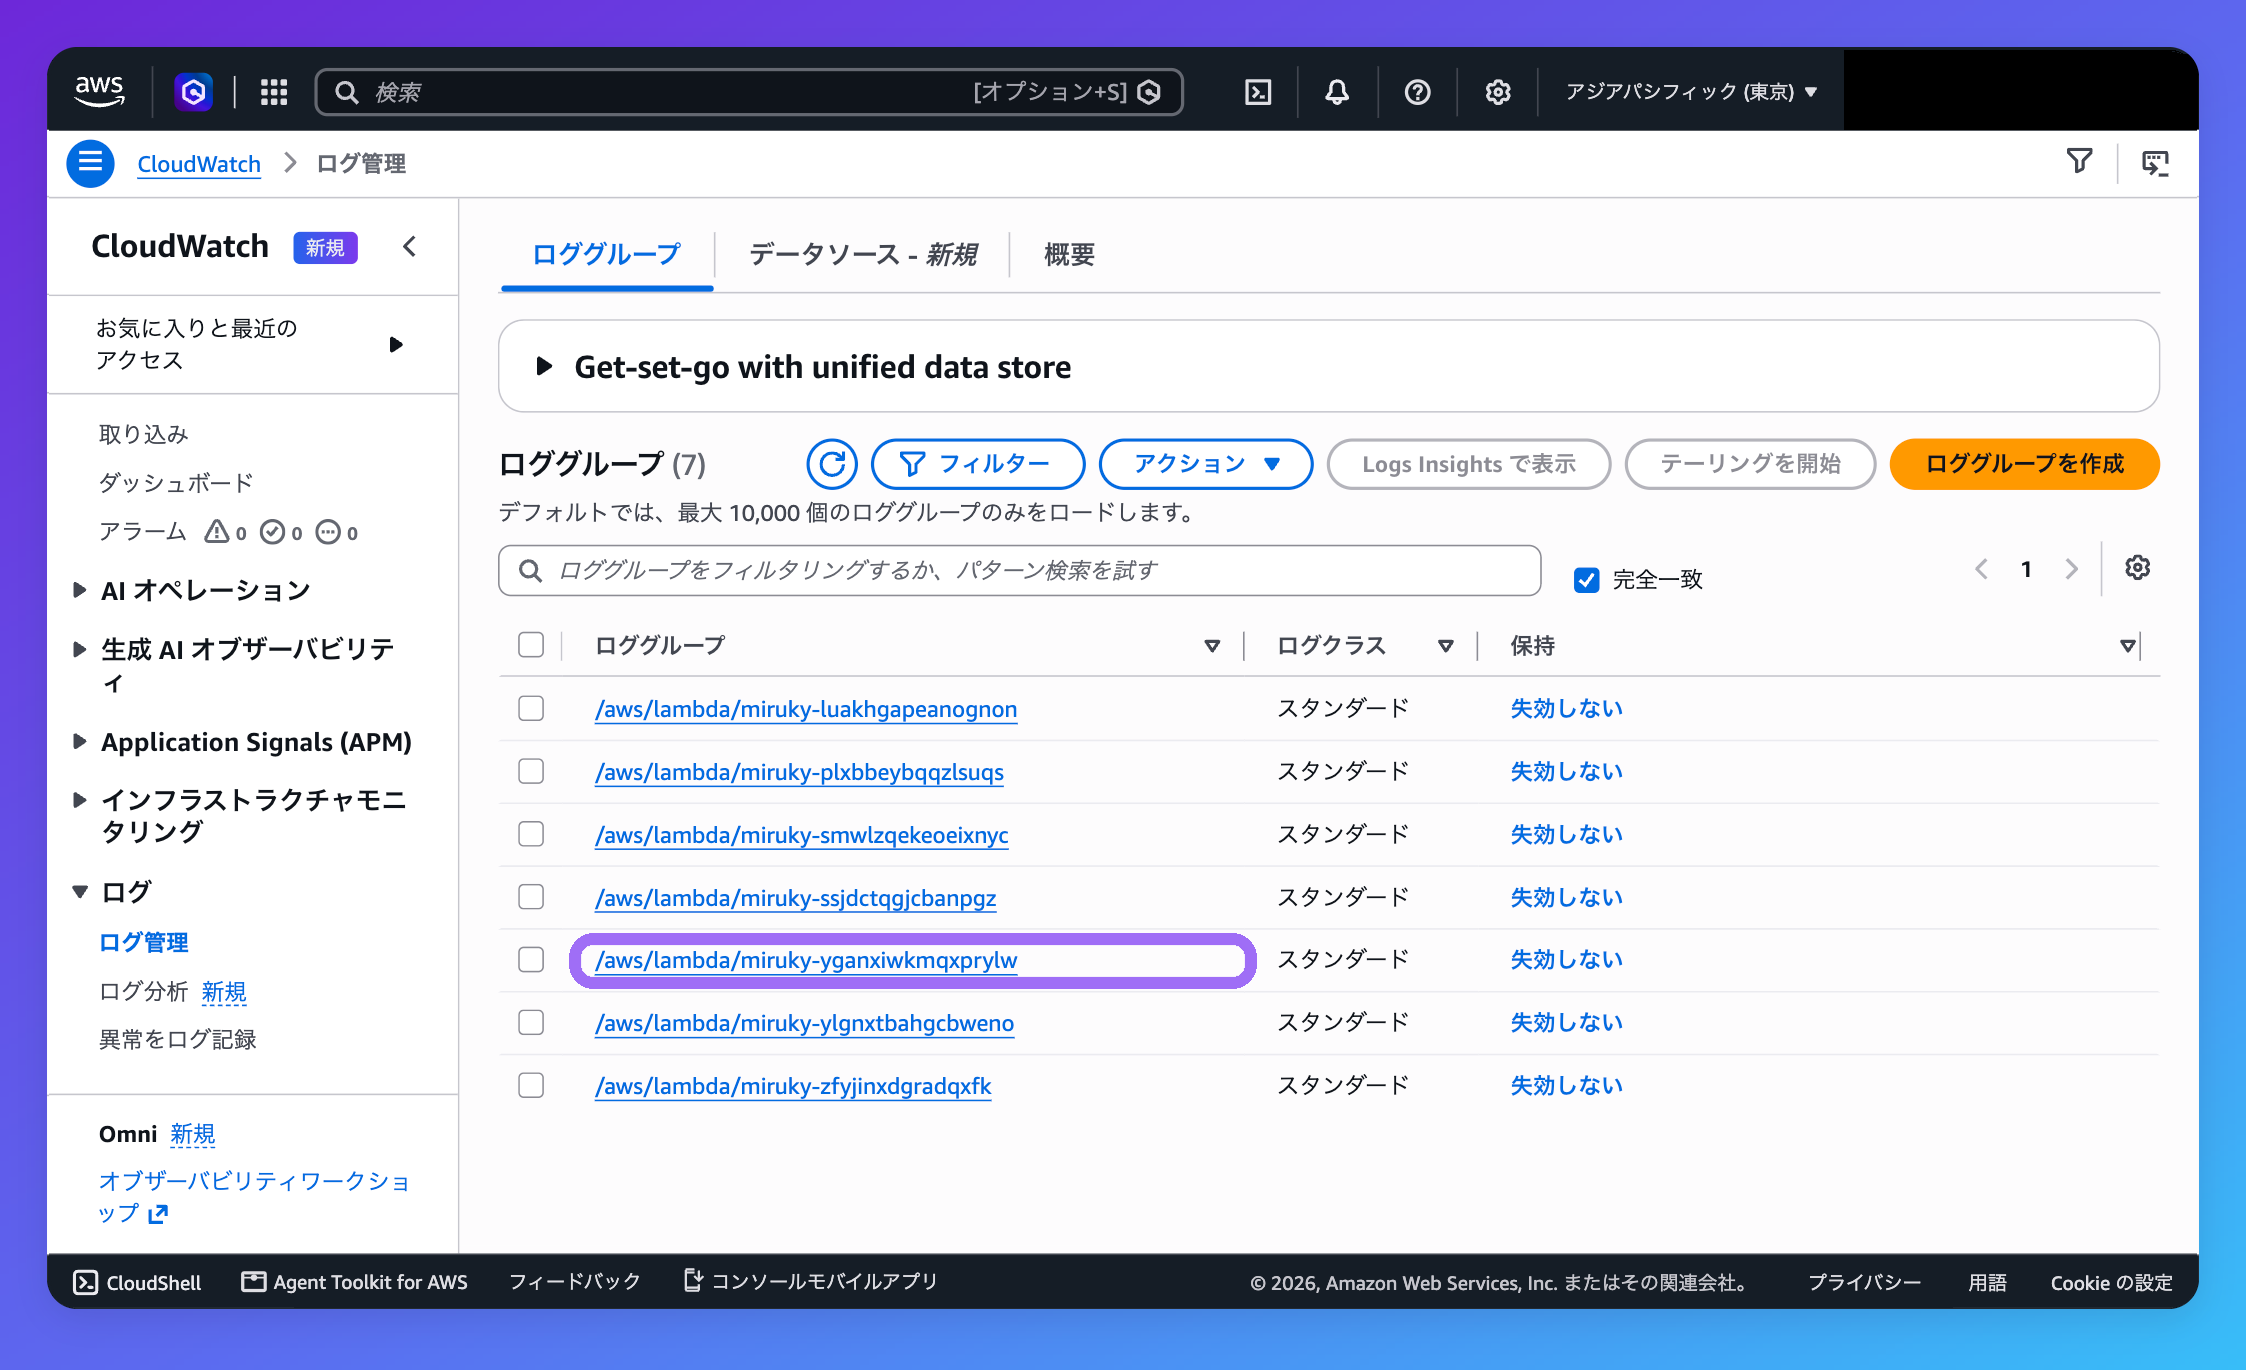 aws
検索
[オプション+S]
アジアパシフィック (東京) ▼
CloudWatch > ログ管理
CloudWatch 新規
お気に入りと最近の
アクセス
取り込み
ダッシュボード
アラーム 0 0 0
AI オペレーション
生成 AI オブザーバビリテ
ィ
Application Signals (APM)
インフラストラクチャモニ
タリング
ログ
ログ管理
ログ分析 新規
異常をログ記録
Omni 新規
オブザーバビリティワークショ
ップ
ロググループ
データソース - 新規
概要
Get-set-go with unified data store
ロググループ (7)
フィルター
アクション
Logs Insights で表示
テーリングを開始
ロググループを作成
デフォルトでは、最大 10,000 個のロググループのみをロードします。
ロググループをフィルタリングするか、パターン検索を試す
完全一致
1
ロググループ ログクラス 保持
/aws/lambda/miruky-luakhgapeanognon スタンダード 失効しない
/aws/lambda/miruky-plxbbeybqqzlsuqs スタンダード 失効しない
/aws/lambda/miruky-smwlzqekeoeixnyc スタンダード 失効しない
/aws/lambda/miruky-ssjdctqgjcbanpgz スタンダード 失効しない
/aws/lambda/miruky-yganxiwkmqxprylw スタンダード 失効しない
/aws/lambda/miruky-ylgnxtbahgcbweno スタンダード 失効しない
/aws/lambda/miruky-zfyjinxdgradqxfk スタンダード 失効しない
CloudShell
Agent Toolkit for AWS
フィードバック
コンソールモバイルアプリ
© 2026, Amazon Web Services, Inc. またはその関連会社。
プライバシー
用語
Cookie の設定